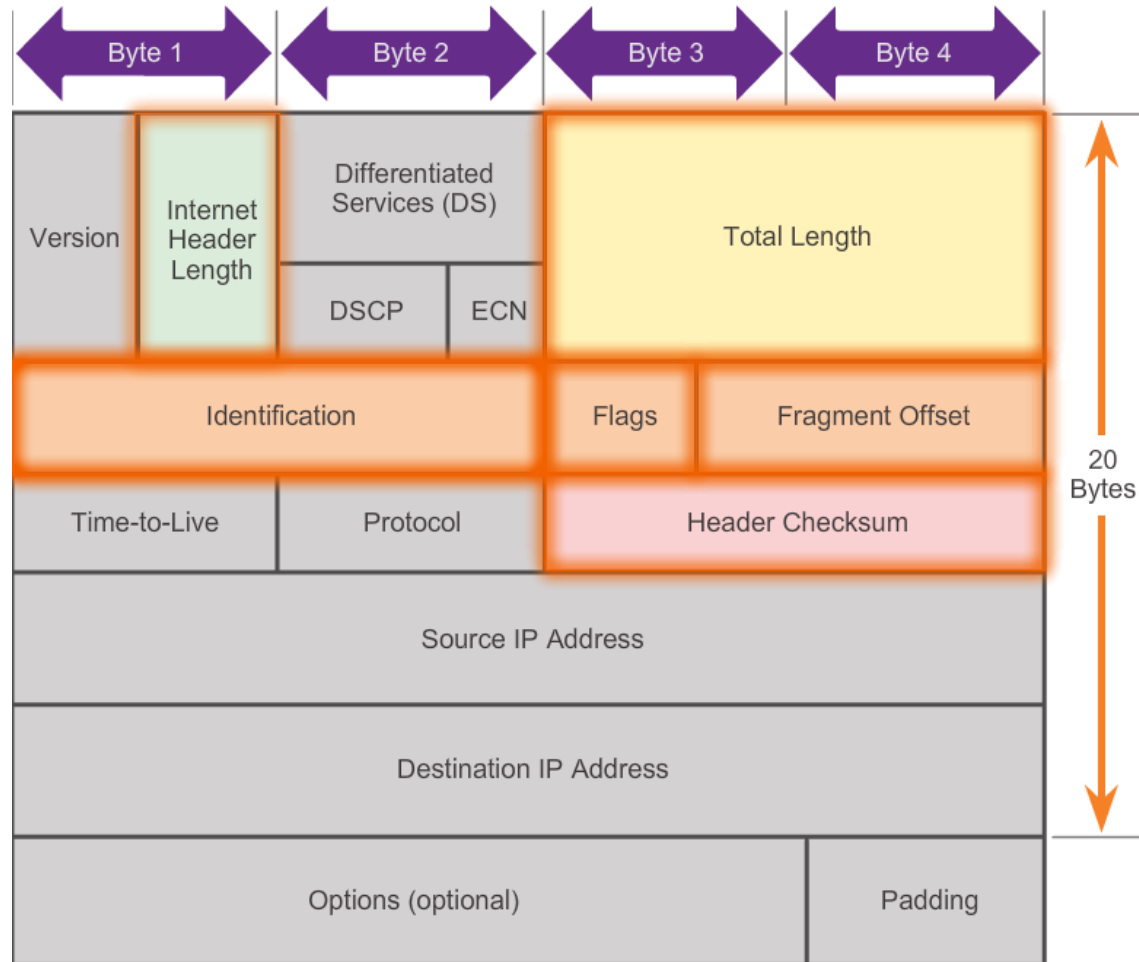 Byte 1
Byte 2
Byte 3
Byte 4
Version
Internet
Header
Length
Differentiated
Services (DS)
DSCP
ECN
Total Length
Identification
Flags
Fragment Offset
20
Bytes
Time-to-Live
Protocol
Header Checksum
Source IP Address
Destination IP Address
Options (optional)
Padding